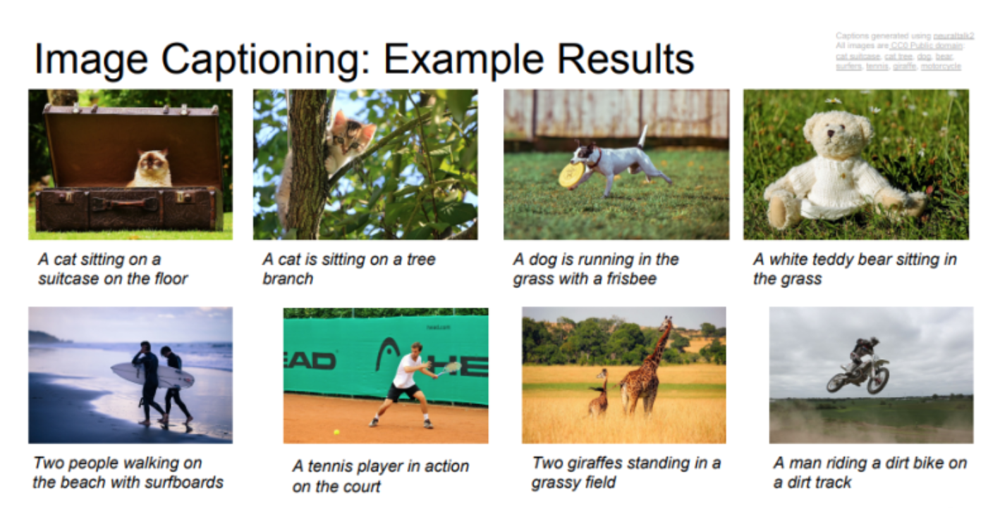 Image Captioning: Example Results
Captions generated using neuraltalk2
All images are CC0 Public domain:
cat suitcase, cat tree, dog, bear,
surfers, tennis, giraffe, motorcycle
A cat sitting on a
suitcase on the floor
A cat is sitting on a tree
branch
A dog is running in the
grass with a frisbee
A white teddy bear sitting in
the grass
EAD
head.com
HE
Two people walking on
the beach with surfboards
A tennis player in action
on the court
Two giraffes standing in a
grassy field
A man riding a dirt bike on
a dirt track